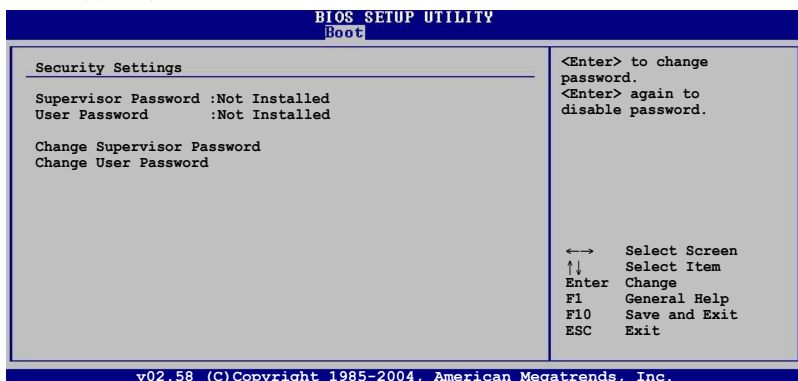 BIOS SETUP UTILITY
Boot
Security Settings
Supervisor Password :Not Installed
User Password :Not Installed
Change Supervisor Password
Change User Password
<Enter> to change
password.
<Enter> again to
disable password.
←→ Select Screen
↑↓ Select Item
Enter Change
F1 General Help
F10 Save and Exit
ESC Exit
v02.58 (C)Copyright 1985-2004, American Megatrends, Inc.